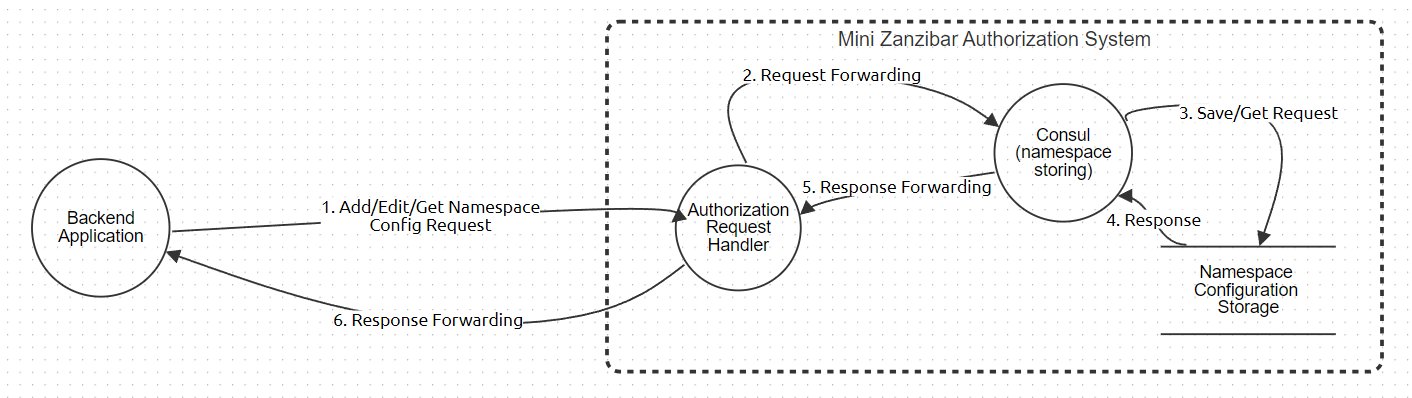 Mini Zanzibar Authorization System
2. Request Forwarding
3. Save/Get Request
Consul
(namespace
storing)
5. Response Forwarding
1. Add/Edit/Get Namespace
Config Request
Backend
Application
Authorization
Request
Handler
4. Response
Namespace
Configuration
Storage
6. Response Forwarding